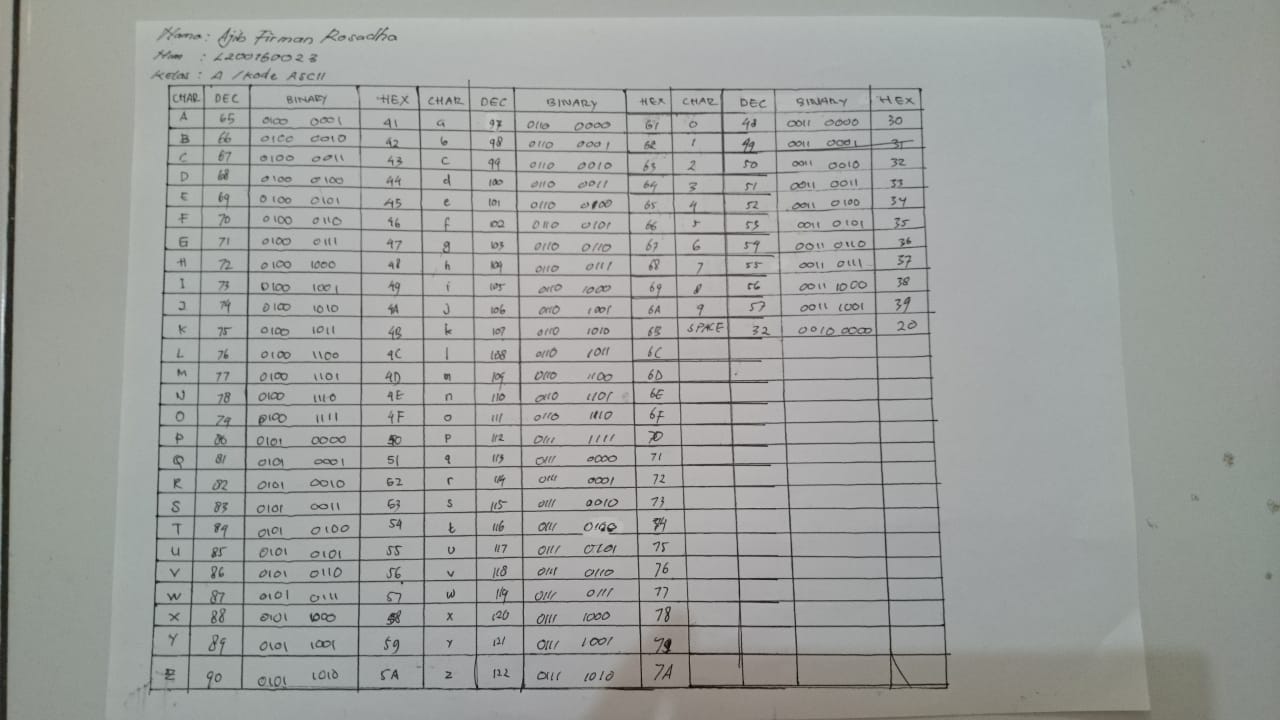 Nama : Ajib Firman Rosadha
Nim : L200160023
Kelas : A / Kode ASCII
CHAR DEC BINARY HEX CHAR DEC BINARY HEX CHAR DEC BINARY HEX
A 65 0100 0001 41 a 97 0110 0000 61 0 48 0011 0000 30
B 66 0100 0010 42 b 98 0110 0001 62 1 49 0011 0001 31
C 67 0100 0011 43 c 99 0110 0010 63 2 50 0011 0010 32
D 68 0100 0100 44 d 100 0110 0011 64 3 51 0011 0011 33
E 69 0100 0101 45 e 101 0110 0100 65 4 52 0011 0100 34
F 70 0100 0110 46 f 102 0110 0101 66 5 53 0011 0101 35
G 71 0100 0111 47 g 103 0110 0110 67 6 54 0011 0110 36
H 72 0100 1000 48 h 104 0110 0111 68 7 55 0011 0111 37
I 73 0100 1001 49 i 105 0110 1000 69 8 56 0011 1000 38
J 74 0100 1010 4A J 106 0110 1001 6A 9 57 0011 1001 39
K 75 0100 1011 4B k 107 0110 1010 6B SPACE 32 0010 0000 20
L 76 0100 1100 4C l 108 0110 1011 6C
M 77 0100 1101 4D m 109 0110 1100 6D
N 78 0100 1110 4E n 110 0110 1101 6E
O 79 0100 1111 4F o 111 0110 1110 6F
P 80 0101 0000 50 p 112 0111 1111 70
Q 81 0101 0001 51 q 113 0111 0000 71
R 82 0101 0010 52 r 114 0111 0001 72
S 83 0101 0011 53 s 115 0111 0010 73
T 84 0101 0100 54 t 116 0111 74
U 85 0101 0101 55 u 117 0111 0101 75
V 86 0101 0110 56 v 118 0111 0110 76
W 87 0101 0111 57 w 119 0111 0111 77
X 88 0101 1000 58 x 120 0111 1000 78
Y 89 0101 1001 59 Y 121 0111 1001 79
Z 90 0101 1010 5A z 122 0111 1010 7A